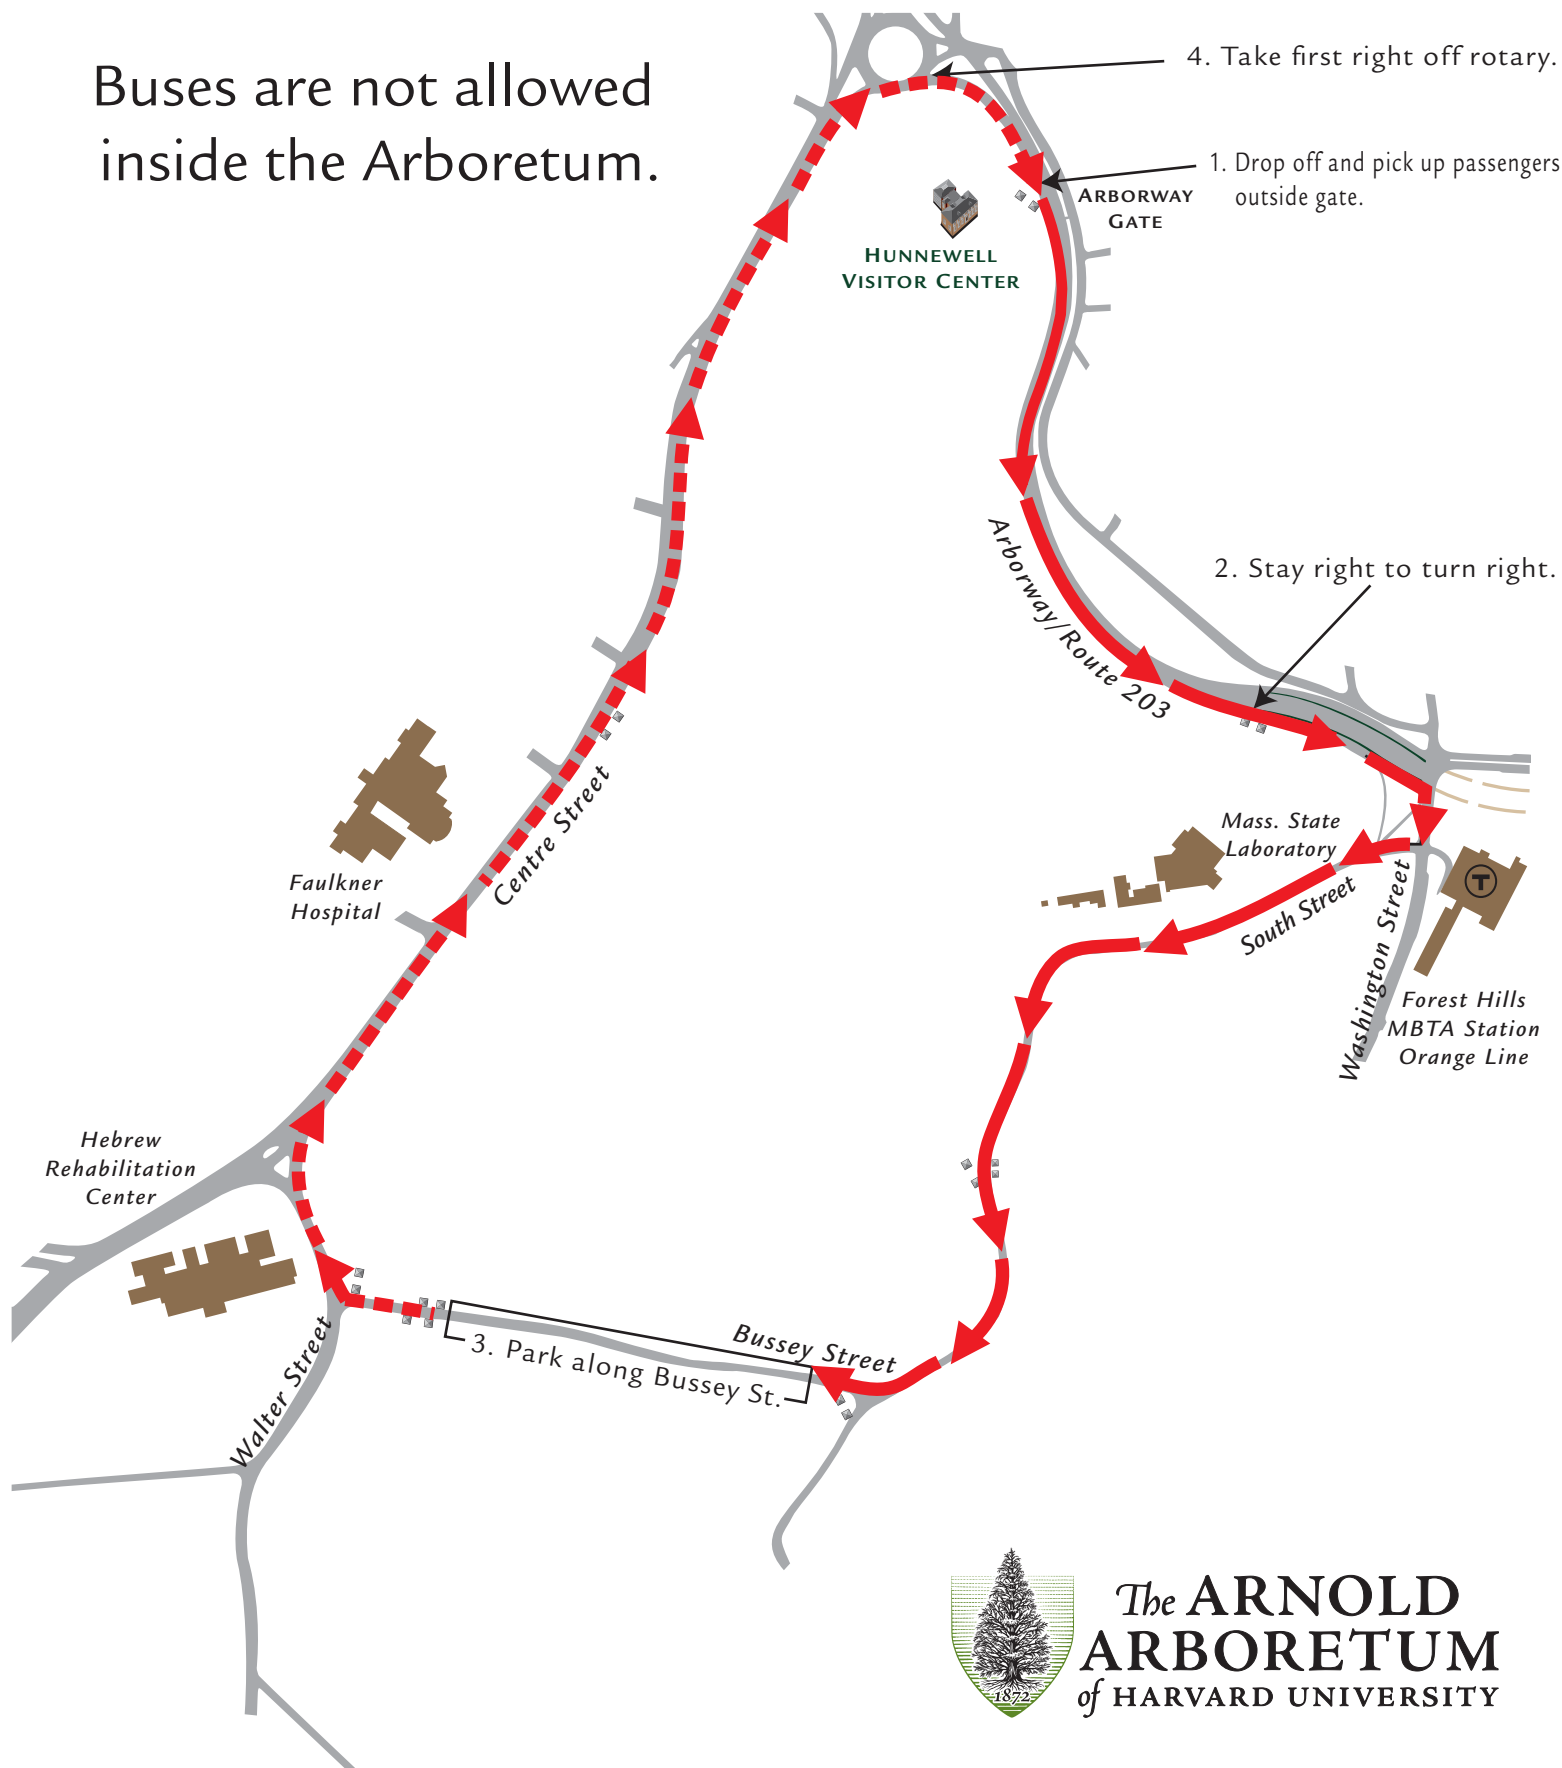 Buses are not allowed
inside the Arboretum.
4. Take first right off rotary.
1. Drop off and pick up passengers
outside gate.
ARBORWAY
GATE
HUNNEWELL
VISITOR CENTER
Arborway/Route 203
2. Stay right to turn right.
Centre Street
Faulkner
Hospital
Mass. State
Laboratory
South Street
Washington Street
T
Forest Hills
MBTA Station
Orange Line
Hebrew
Rehabilitation
Center
Walter Street
Bussey Street
3. Park along Bussey St.
1872
The ARNOLD
ARBORETUM
of HARVARD UNIVERSITY